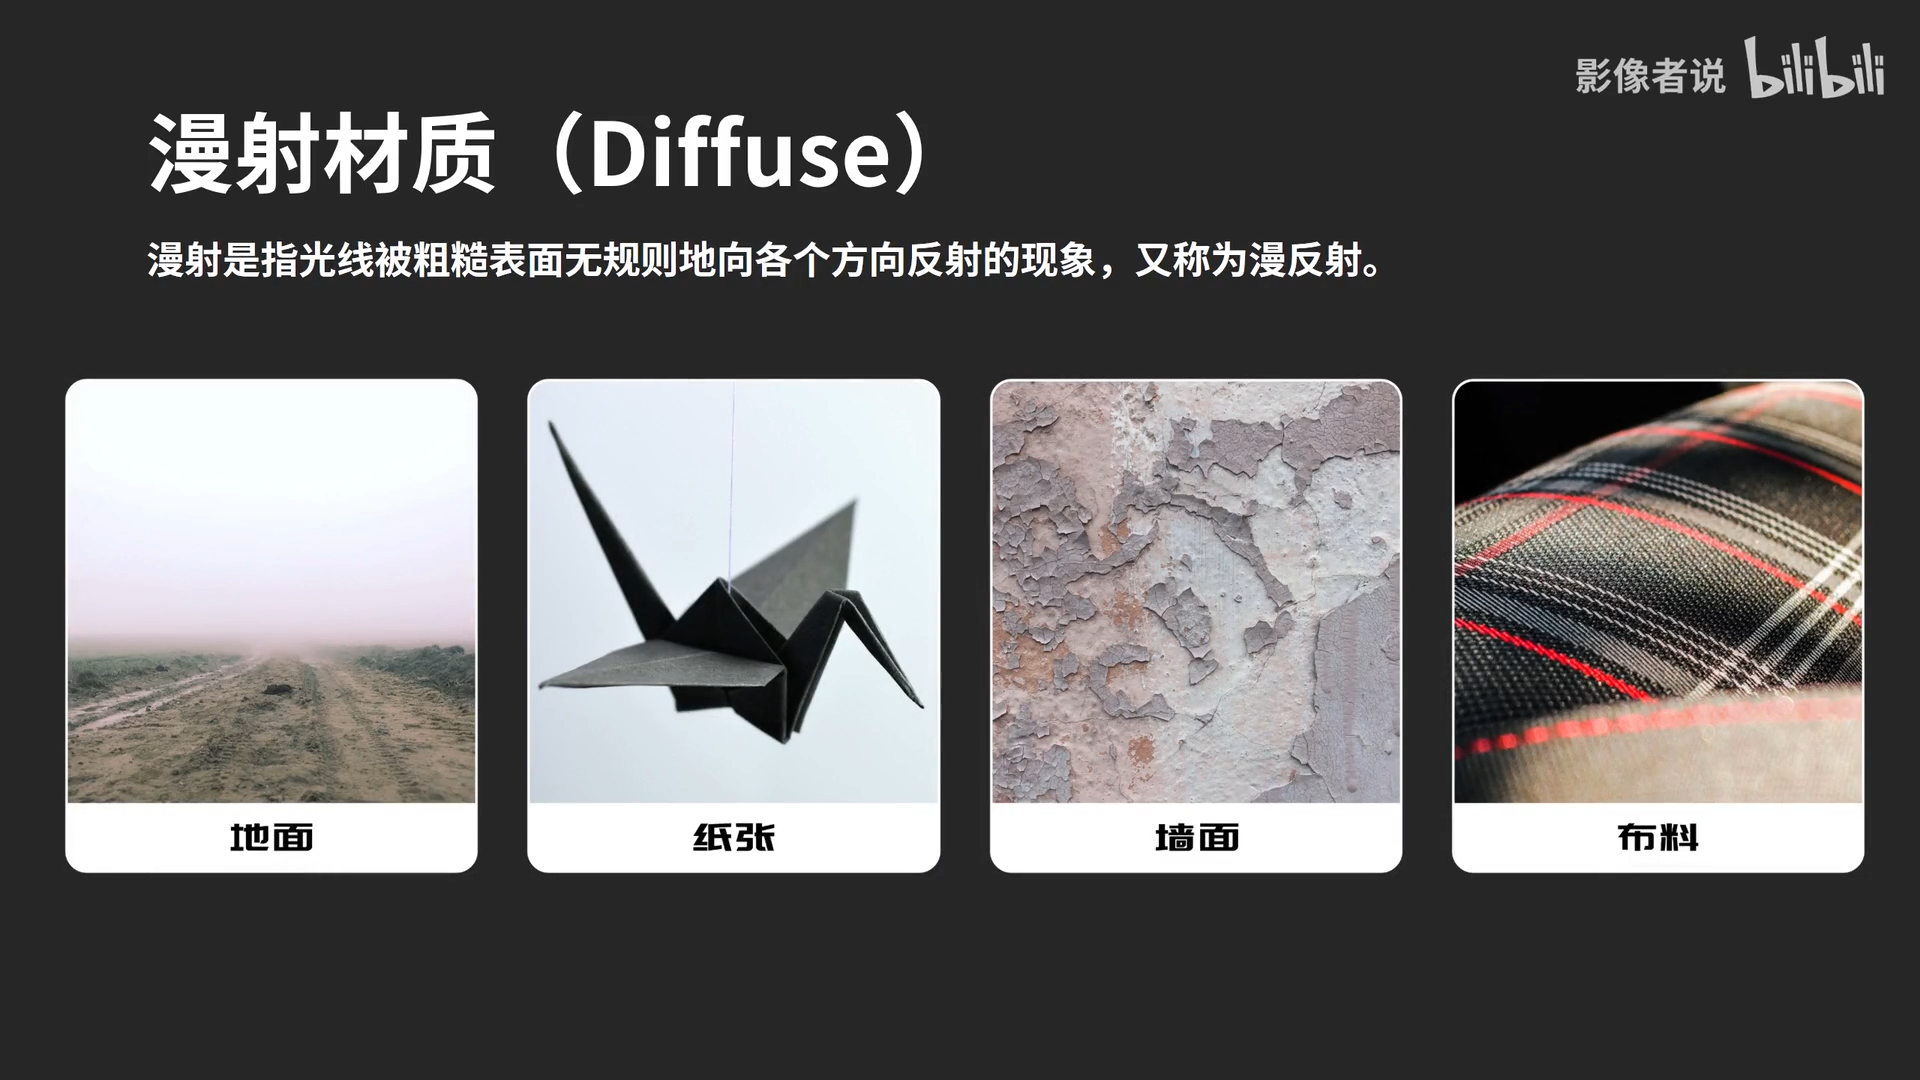 影像者说 bilibili
漫射材质（Diffuse）
漫射是指光线被粗糙表面无规则地向各个方向反射的现象，又称为漫反射。
地面
纸张
墙面
布料